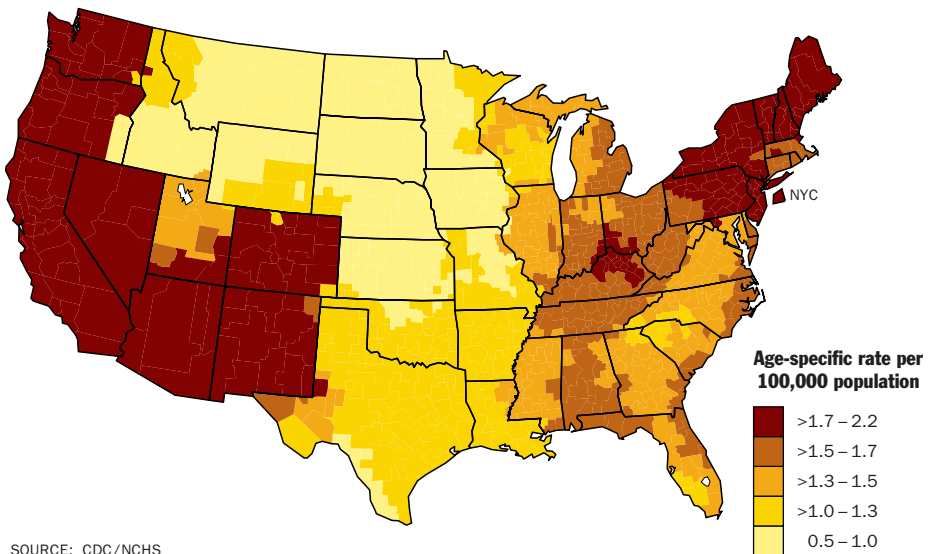 NYC
Age-specific rate per
100,000 population
>1.7 – 2.2
>1.5 – 1.7
>1.3 – 1.5
>1.0 – 1.3
0.5 – 1.0
SOURCE: CDC/NCHS